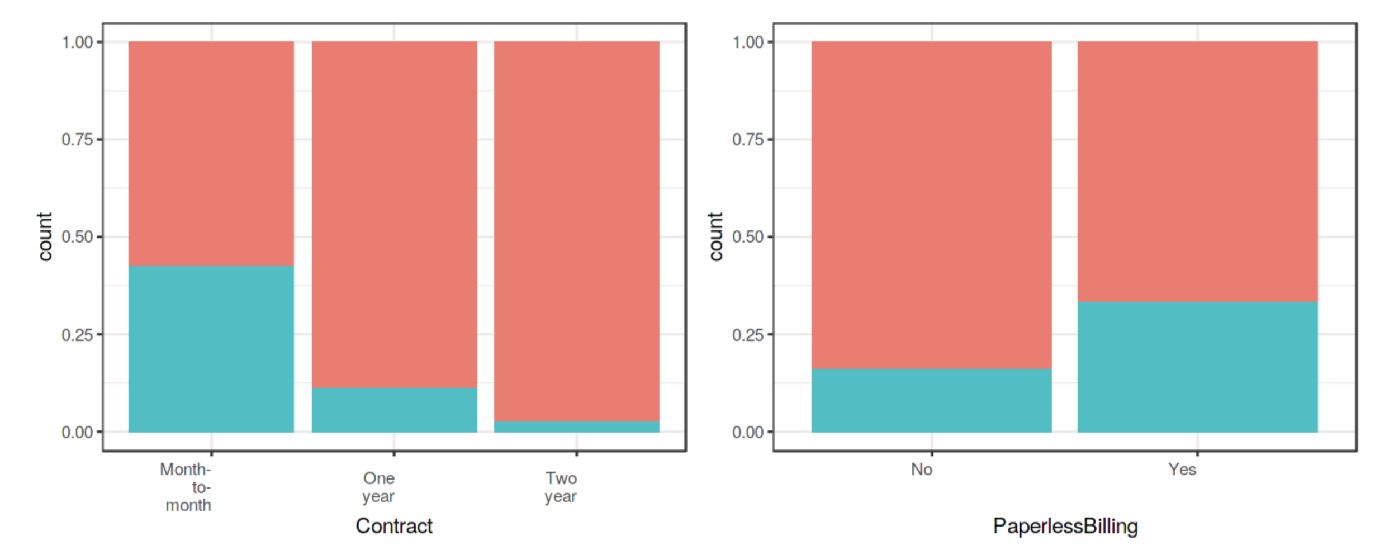 1.00
0.75
0.50
0.25
0.00
count
Month-
to-
month
One
year
Two
year
Contract
1.00
0.75
0.50
0.25
0.00
count
No
Yes
PaperlessBilling